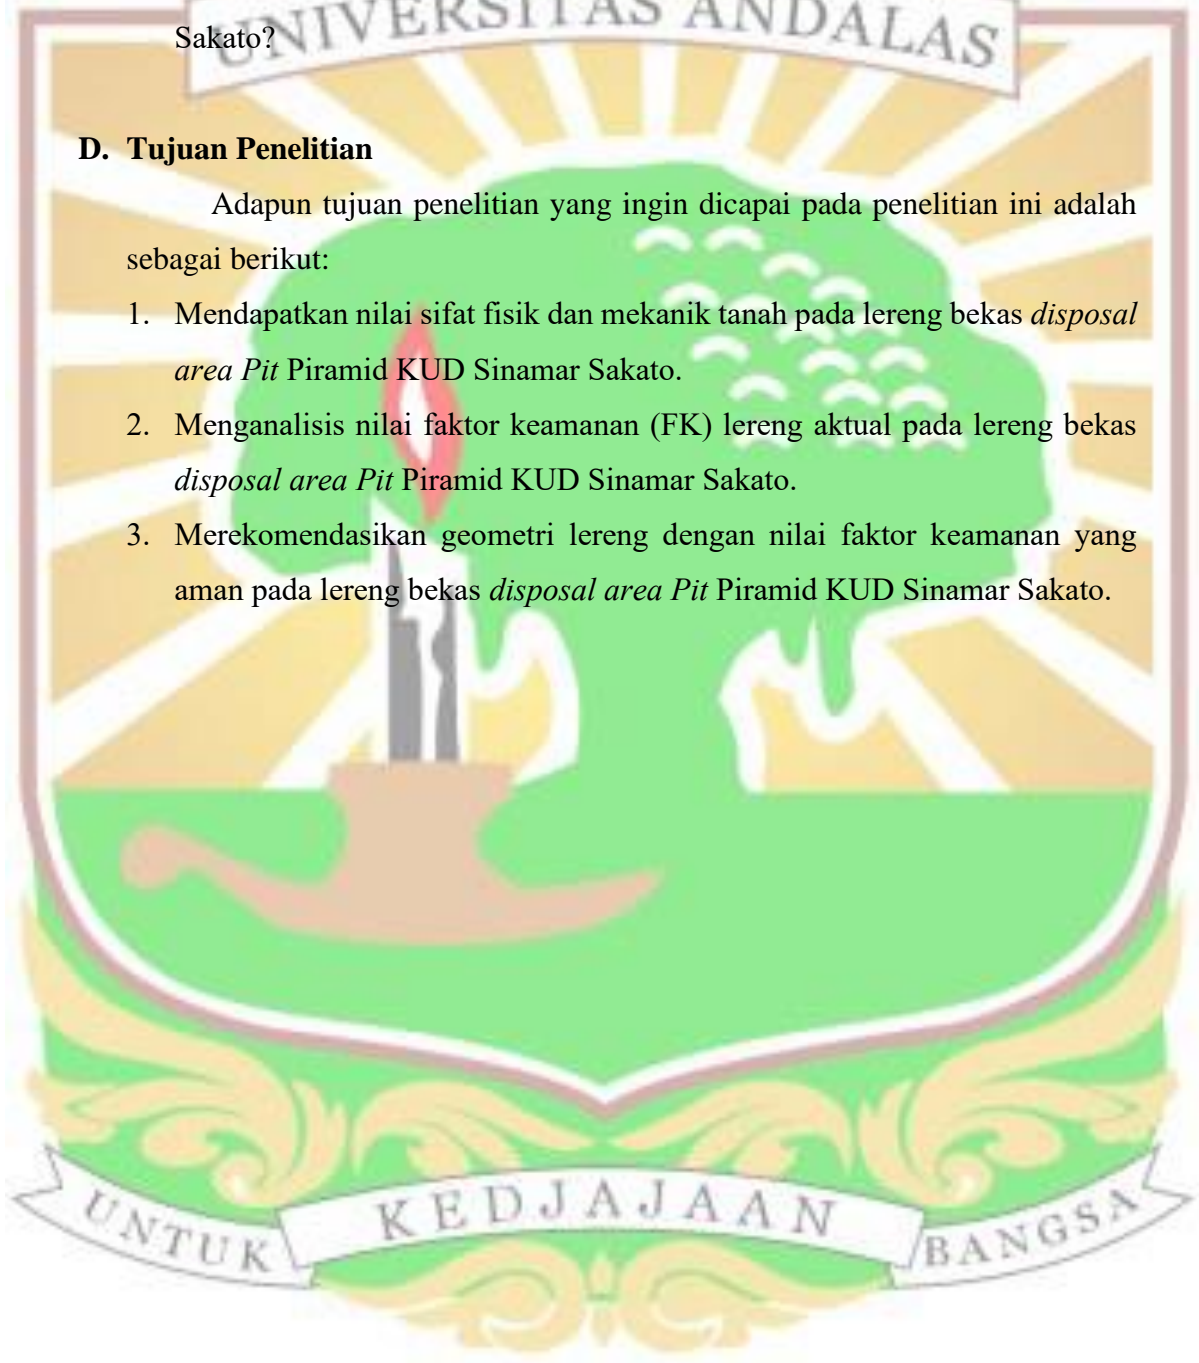 UNIVERSITAS ANDALAS
Sakato?
D. Tujuan Penelitian
Adapun tujuan penelitian yang ingin dicapai pada penelitian ini adalah
sebagai berikut:
1. Mendapatkan nilai sifat fisik dan mekanik tanah pada lereng bekas disposal
area Pit Piramid KUD Sinamar Sakato.
2. Menganalisis nilai faktor keamanan (FK) lereng aktual pada lereng bekas
disposal area Pit Piramid KUD Sinamar Sakato.
3. Merekomendasikan geometri lereng dengan nilai faktor keamanan yang
aman pada lereng bekas disposal area Pit Piramid KUD Sinamar Sakato.
UNTUK KEDJAJAAN BANGSA